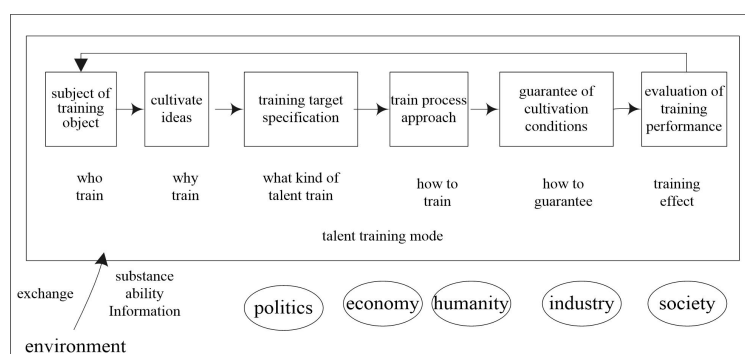 subject of
training
object
cultivate
ideas
training target
specification
train process
approach
guarantee of
cultivation
conditions
evaluation of
training
performance
who
train
why
train
what kind of
talent train
how to
train
how to
guarantee
training
effect
talent training mode
exchange
substance
ability
Information
environment
politics
economy
humanity
industry
society